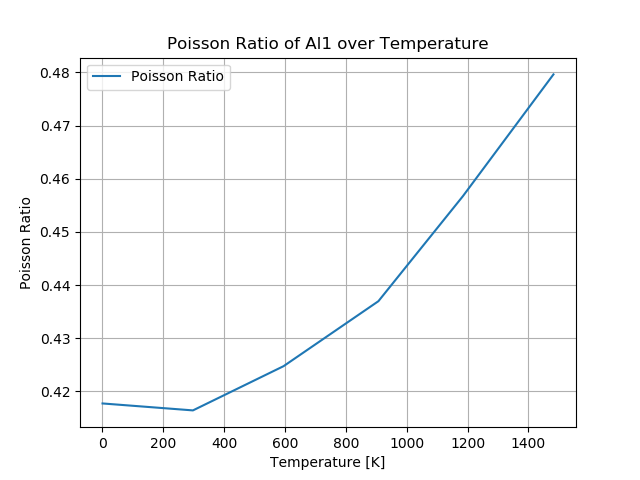 Poisson Ratio of Al1 over Temperature
Poisson Ratio
0.48
0.47
0.46
0.45
0.44
0.43
0.42
Poisson Ratio
0 200 400 600 800 1000 1200 1400
Temperature [K]